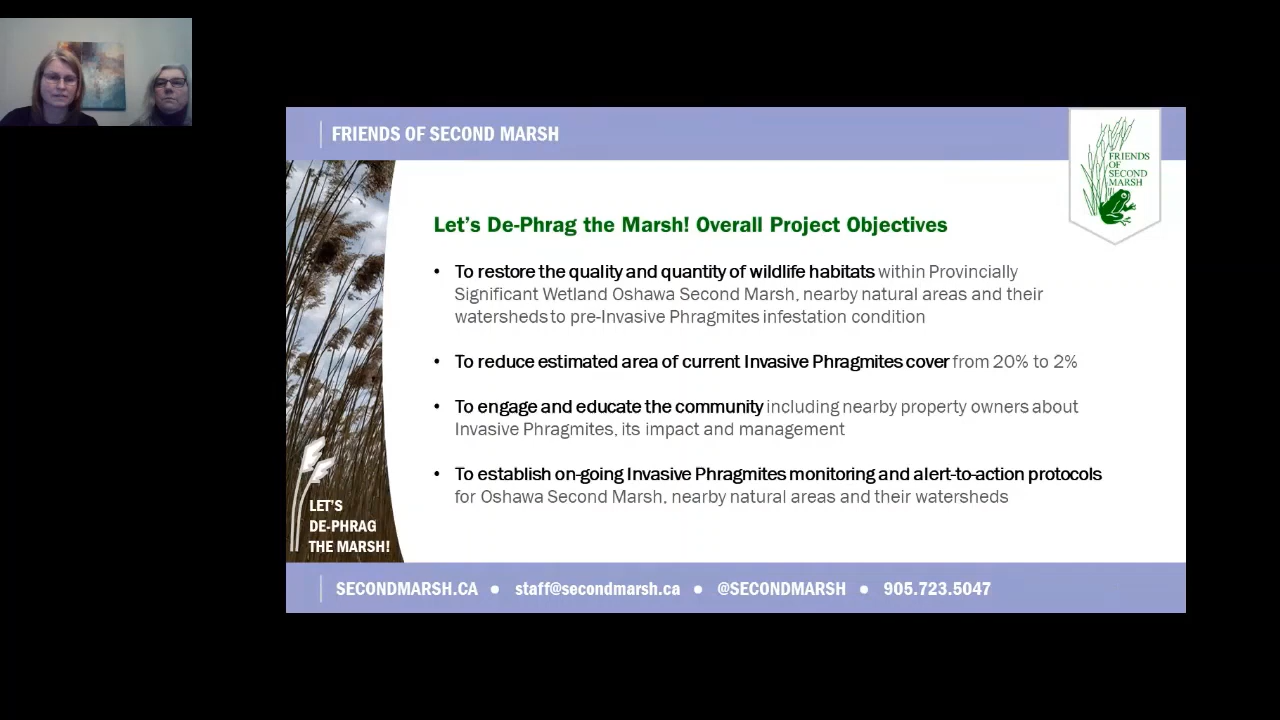 FRIENDS OF SECOND MARSH
FRIENDS
OF
SECOND
MARSH
Let's De-Phrag the Marsh! Overall Project Objectives
• To restore the quality and quantity of wildlife habitats within Provincially
Significant Wetland Oshawa Second Marsh, nearby natural areas and their
watersheds to pre-Invasive Phragmites infestation condition
• To reduce estimated area of current Invasive Phragmites cover from 20% to 2%
• To engage and educate the community including nearby property owners about
Invasive Phragmites, its impact and management
• To establish on-going Invasive Phragmites monitoring and alert-to-action protocols
for Oshawa Second Marsh, nearby natural areas and their watersheds
LET'S
DE-PHRAG
THE MARSH!
SECONDMARSH.CA • staff@secondmarsh.ca • @SECONDMARSH • 905.723.5047